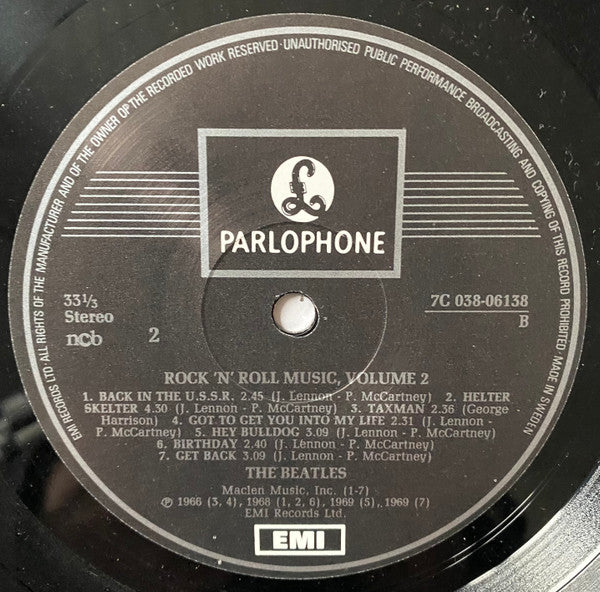 EMI RECORDS LTD · ALL RIGHTS OF THE MANUFACTURER AND OF THE OWNER OP THE RECORDED WORK RESERVED · UNAUTHORISED PUBLIC PERFORMANCE BROADCASTING AND COPYING OF THIS RECORD PROHIBITED. MADE IN SWEDEN
£
PARLOPHONE
33 1/3
Stereo
ncb
2
7C 038-06138
B
ROCK 'N' ROLL MUSIC, VOLUME 2
1. BACK IN THE U.S.S.R. 2.45 (J. Lennon - P. McCartney) 2. HELTER
SKELTER 4.30 (J. Lennon - P. McCartney) 3. TAXMAN 2.36 (George
Harrison) 4. GOT TO GET YOU INTO MY LIFE 2.31 (J. Lennon -
P. McCartney) 5. HEY BULLDOG 3.09 (J. Lennon - P. McCartney)
6. BIRTHDAY 2.40 (J. Lennon - P. McCartney)
7. GET BACK 3.09 (J. Lennon - P. McCartney)
THE BEATLES
Maclen Music, Inc. (1-7)
℗ 1966 (3, 4), 1968 (1, 2, 6), 1969 (5), 1969 (7)
EMI Records Ltd.
EMI